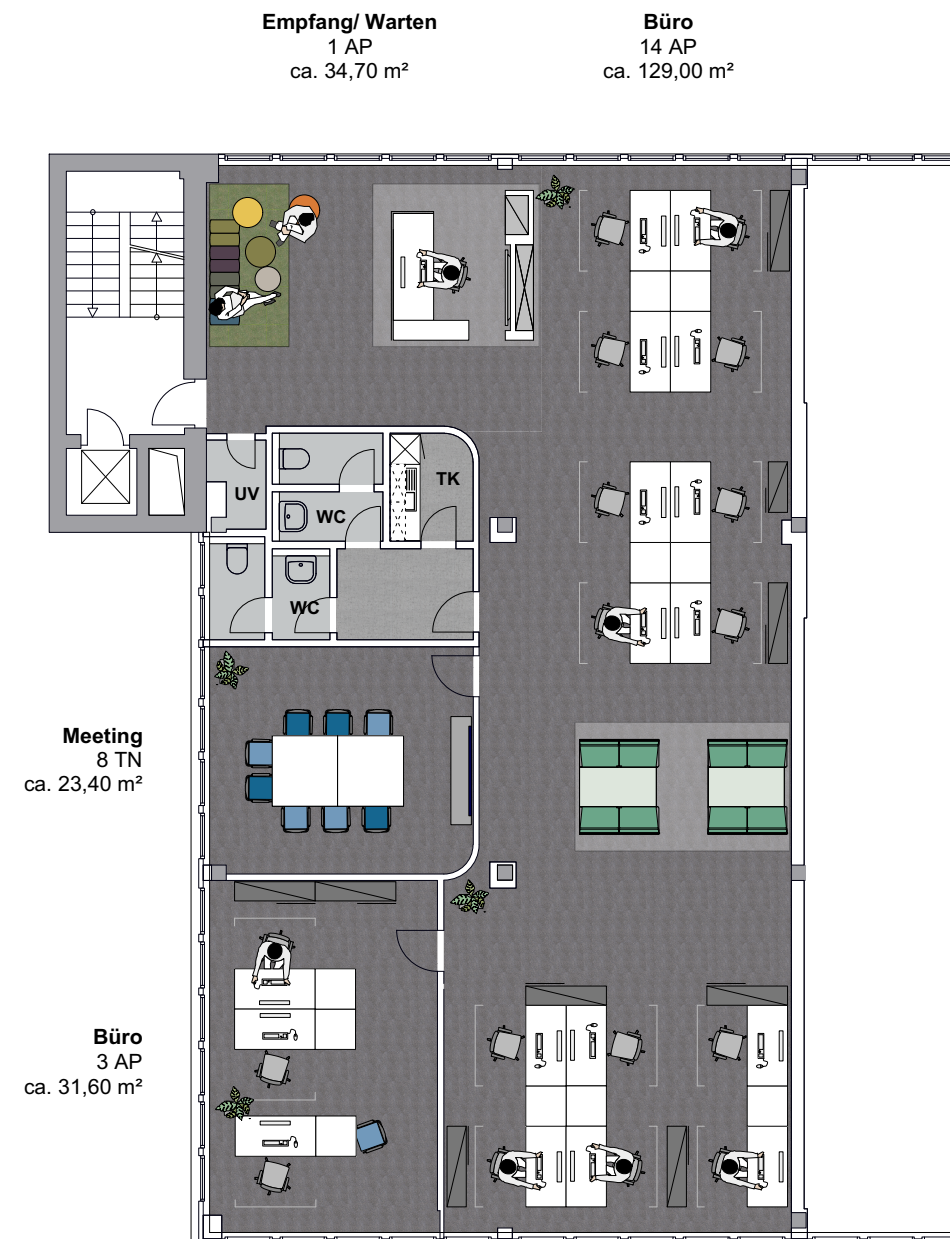 Empfang/ Warten
1 AP
ca. 34,70 m²
Büro
14 AP
ca. 129,00 m²
UV
WC
TK
WC
Meeting
8 TN
ca. 23,40 m²
Büro
3 AP
ca. 31,60 m²